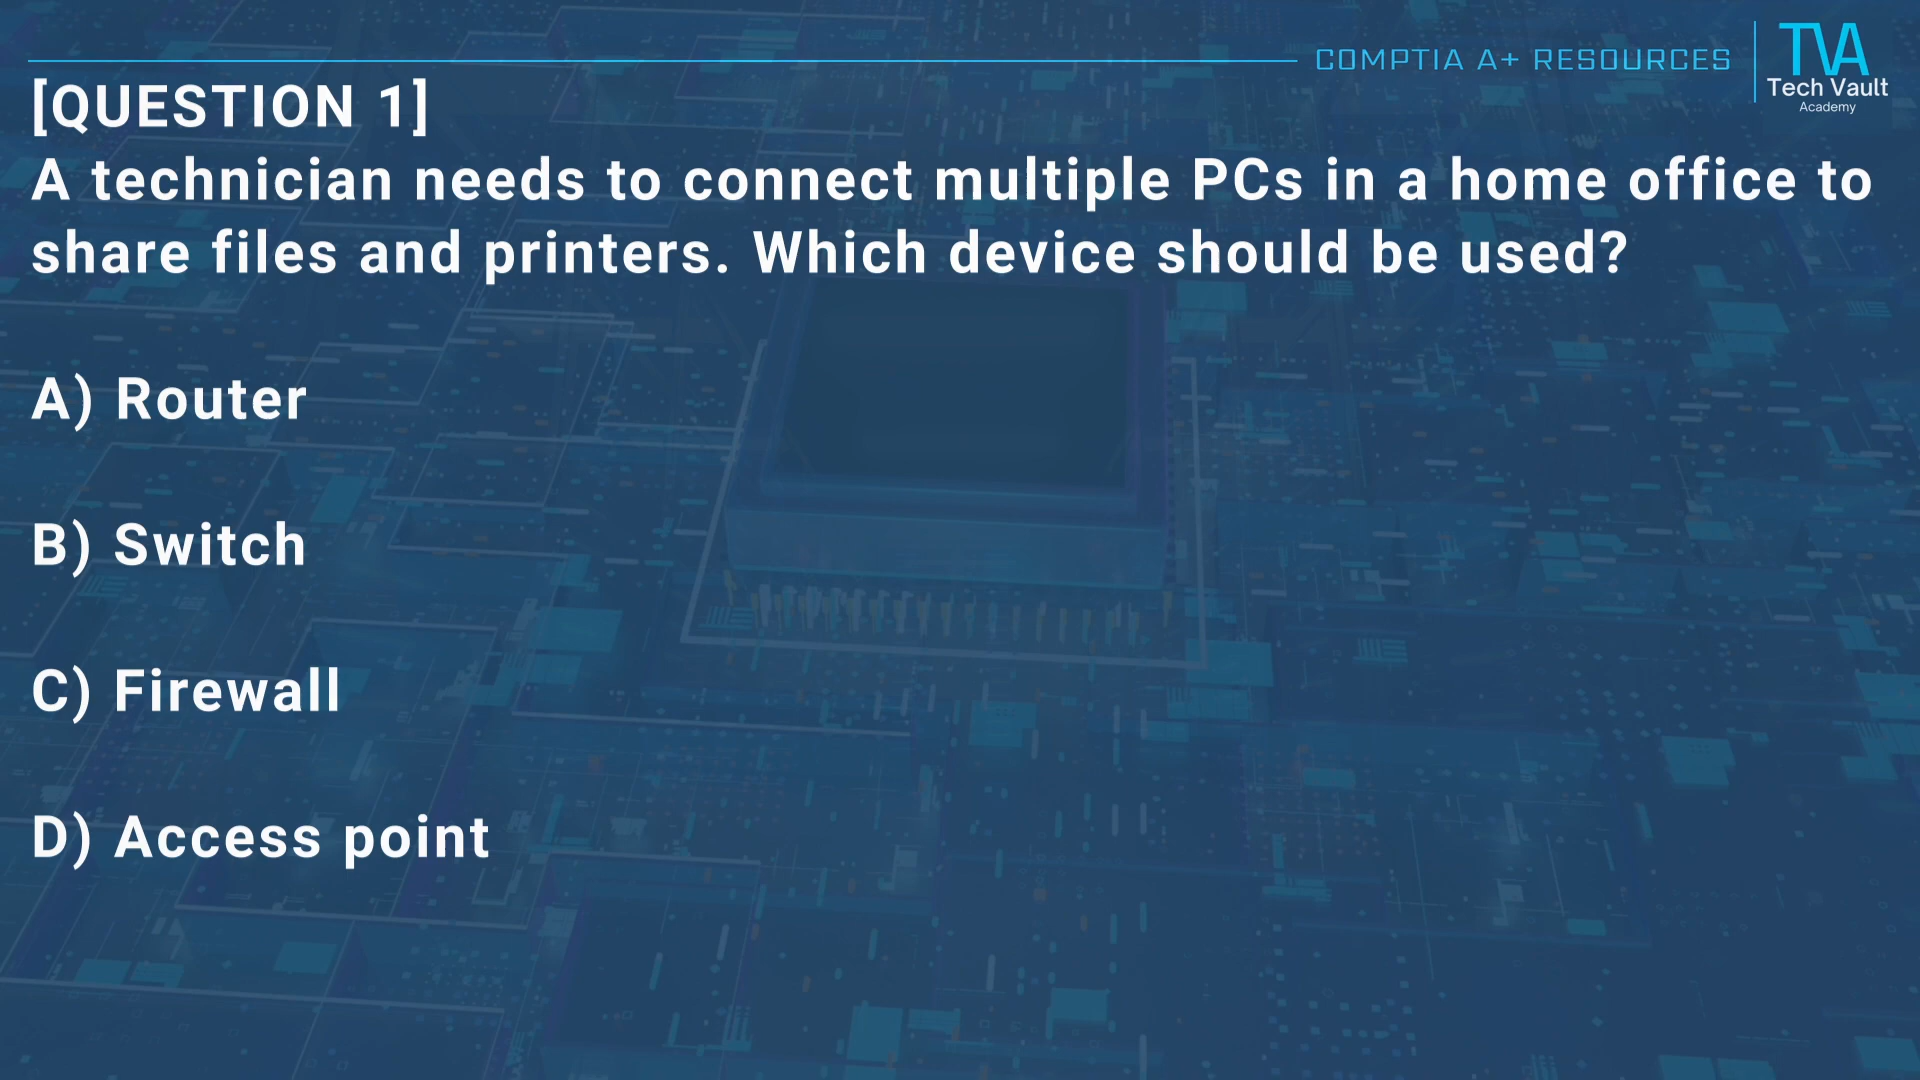 COMPTIA A+ RESOURCES
TVA
Tech Vault
Academy
[QUESTION 1]
A technician needs to connect multiple PCs in a home office to
share files and printers. Which device should be used?
A) Router
B) Switch
C) Firewall
D) Access point